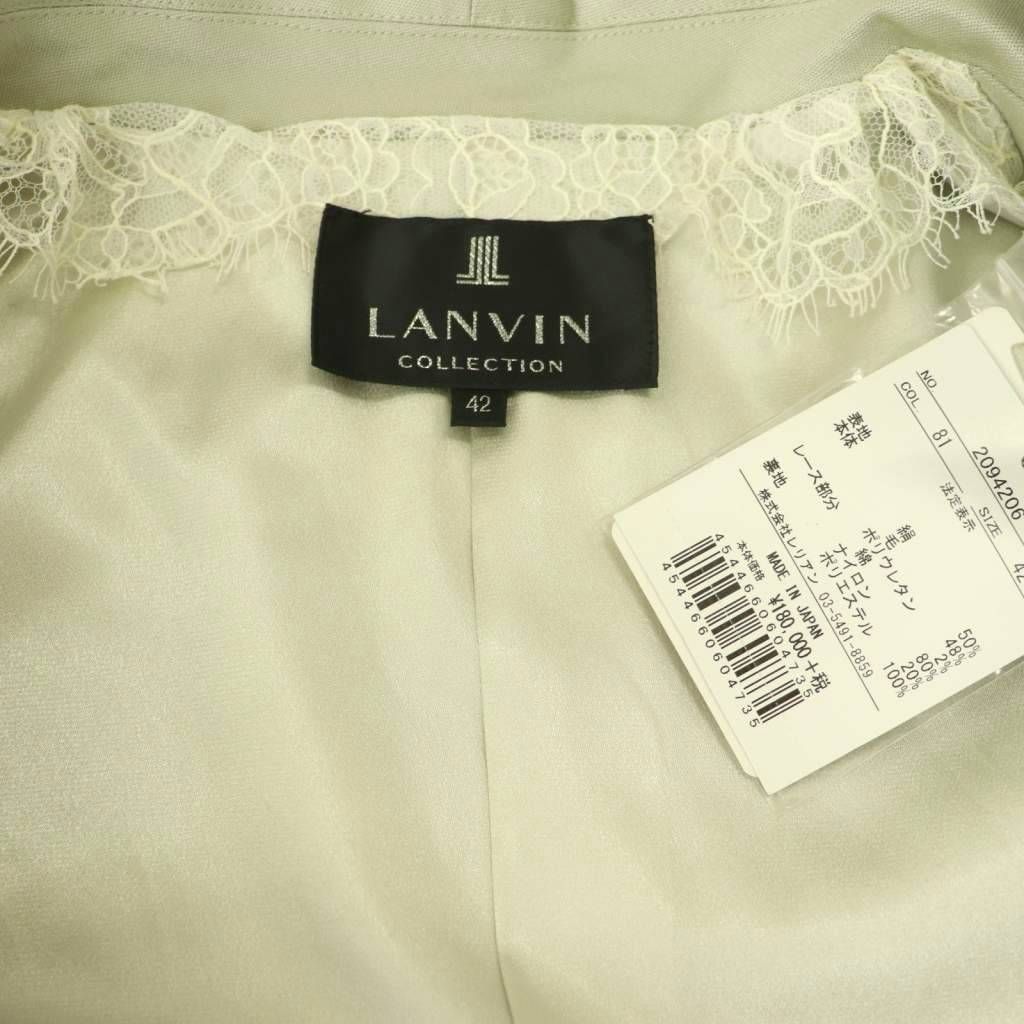 LANVIN
COLLECTION
42
NO. 2094206
COL. 81 SIZE 42
法定表示
表地
本体 絹 50%
毛 48%
ポリウレタン 2%
レース部分 綿 80%
ナイロン 20%
裏地 ポリエステル 100%
株式会社レリアン 03-5491-8859
MADE IN JAPAN
本体価格 ¥180,000+税
4544660604735
4544660604735